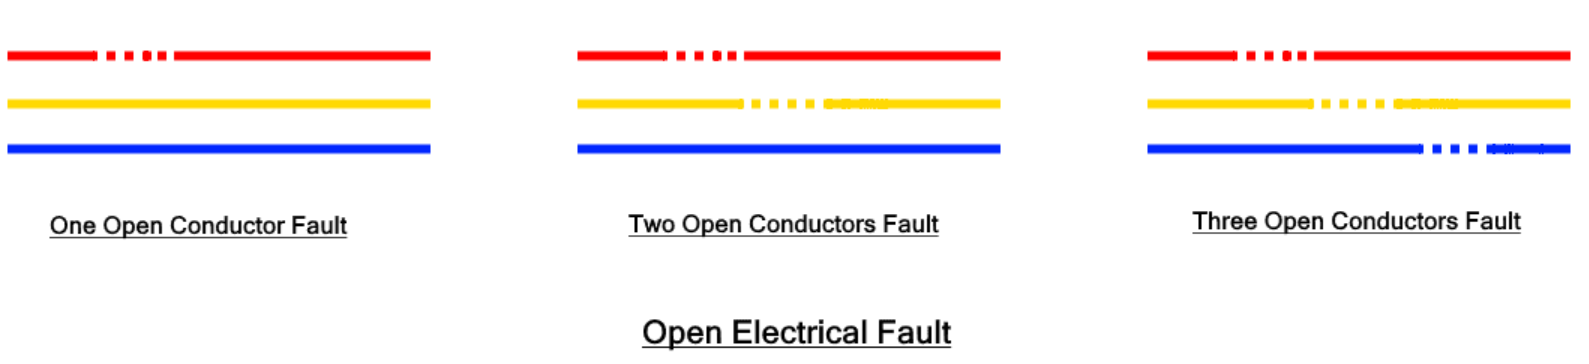 One Open Conductor Fault
Two Open Conductors Fault
Three Open Conductors Fault
Open Electrical Fault